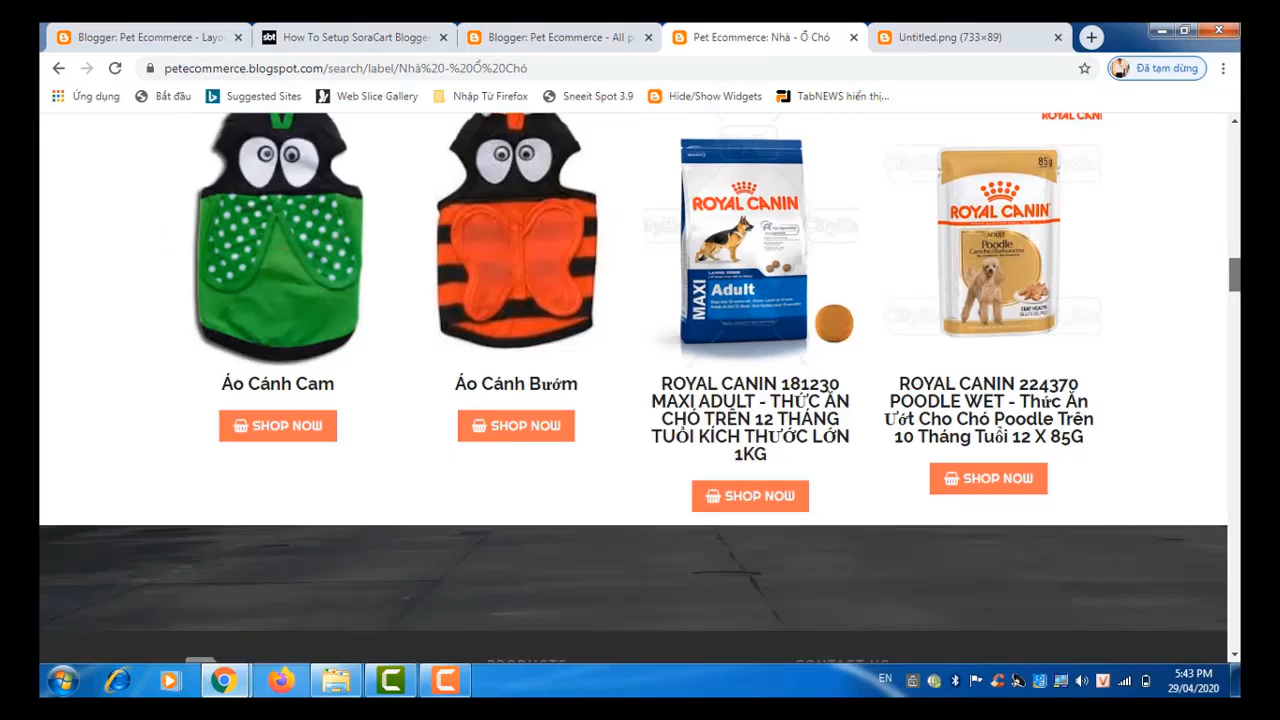 Blogger: Pet Ecommerce - Layo
How To Setup SoraCart Blogger
Blogger: Pet Ecommerce - All p
Pet Ecommerce: Nhà - Ổ Chó
Untitled.png (733×89)
petecommerce.blogspot.com/search/label/Nhà%20-%20Ổ%20Chó
Đã tạm dừng
Ứng dụng
Bắt đầu
Suggested Sites
Web Slice Gallery
Nhập Từ Firefox
Sneeit Spot 3.9
Hide/Show Widgets
TabNEWS hiển thị...
ROYAL CANIN
ROYAL CANIN
MAXI
Adult
85g
ROYAL CANIN
ADULT
Poodle
Áo Cánh Cam
SHOP NOW
Áo Cánh Bướm
SHOP NOW
ROYAL CANIN 181230
MAXI ADULT - THỨC ĂN
CHÓ TRÊN 12 THÁNG
TUỔI KÍCH THƯỚC LỚN
1KG
SHOP NOW
ROYAL CANIN 224370
POODLE WET - Thức Ăn
Ướt Cho Chó Poodle Trên
10 Tháng Tuổi 12 X 85G
SHOP NOW
EN
5:43 PM
29/04/2020